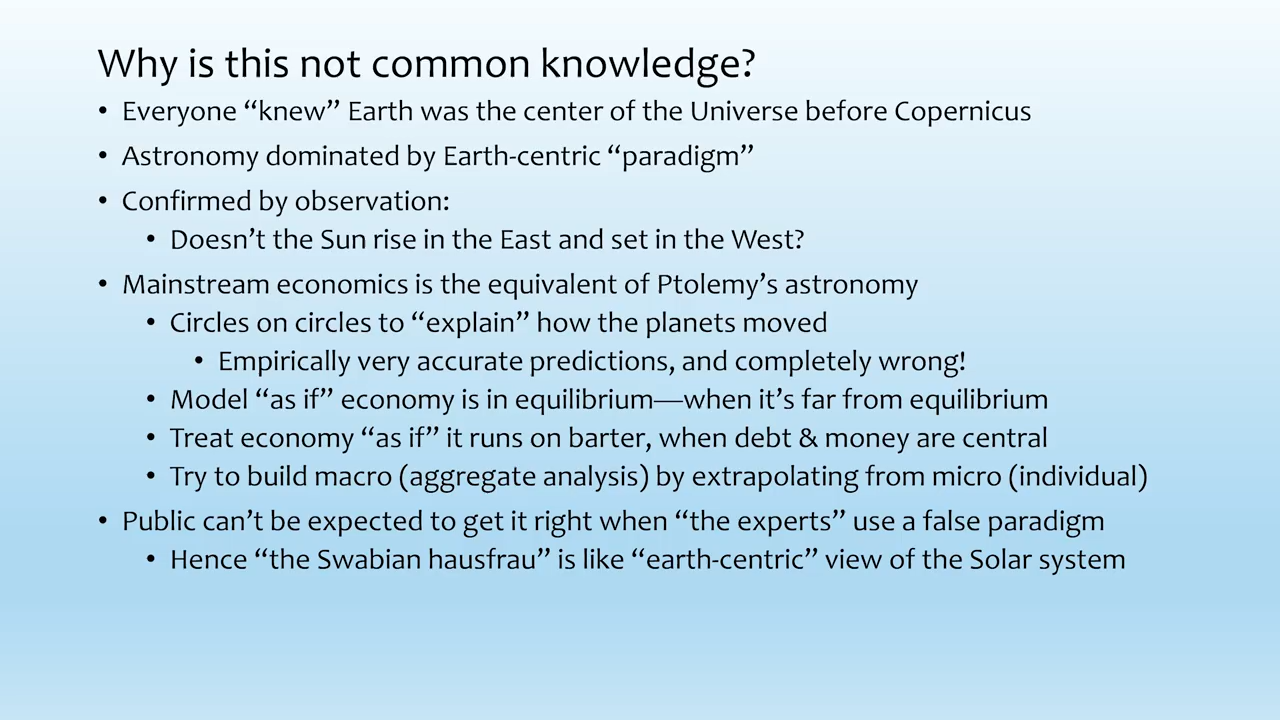 Why is this not common knowledge?
• Everyone “knew” Earth was the center of the Universe before Copernicus
• Astronomy dominated by Earth-centric “paradigm”
• Confirmed by observation:
• Doesn’t the Sun rise in the East and set in the West?
• Mainstream economics is the equivalent of Ptolemy’s astronomy
• Circles on circles to “explain” how the planets moved
• Empirically very accurate predictions, and completely wrong!
• Model “as if” economy is in equilibrium—when it’s far from equilibrium
• Treat economy “as if” it runs on barter, when debt & money are central
• Try to build macro (aggregate analysis) by extrapolating from micro (individual)
• Public can’t be expected to get it right when “the experts” use a false paradigm
• Hence “the Swabian hausfrau” is like “earth-centric” view of the Solar system